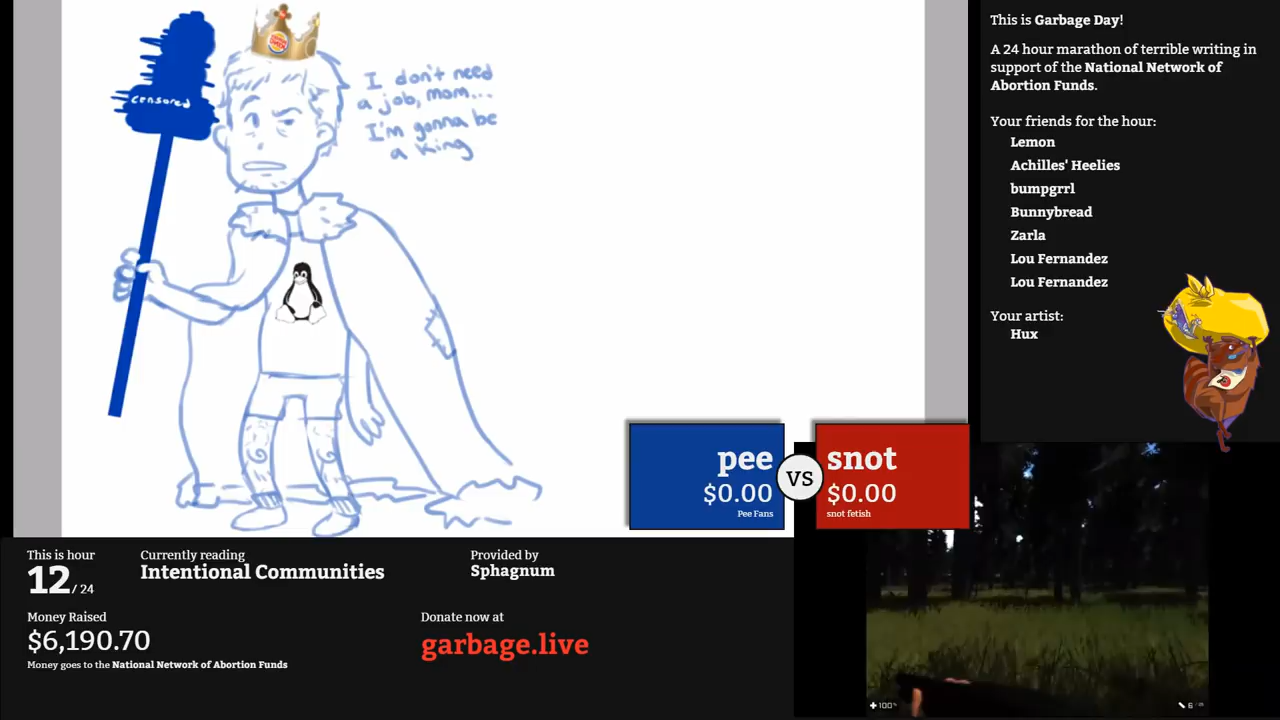 censored
I don't need
a job, mom...
I'm gonna be
a king
This is Garbage Day!
A 24 hour marathon of terrible writing in
support of the National Network of
Abortion Funds.
Your friends for the hour:
Lemon
Achilles' Heelies
bumpgrrl
Bunnybread
Zarla
Lou Fernandez
Lou Fernandez
Your artist:
Hux
pee
$0.00
Pee Fans
VS
snot
$0.00
snot fetish
This is hour
12 / 24
Currently reading
Intentional Communities
Provided by
Sphagnum
Money Raised
$6,190.70
Money goes to the National Network of Abortion Funds
Donate now at
garbage.live
100%
6